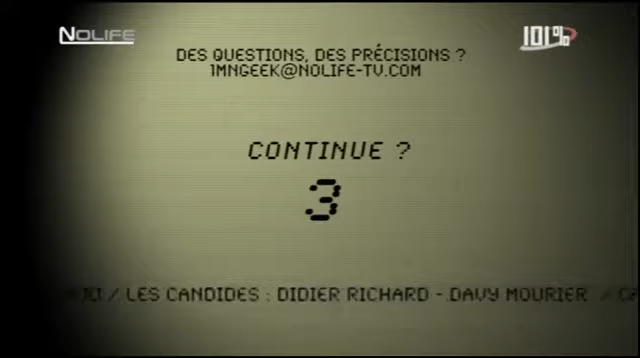 NOLIFE
101%
DES QUESTIONS, DES PRÉCISIONS ?
1MNGEEK@NOLIFE-TV.COM
CONTINUE ?
3
/ LES CANDIDES : DIDIER RICHARD - DAVY MOURIER /